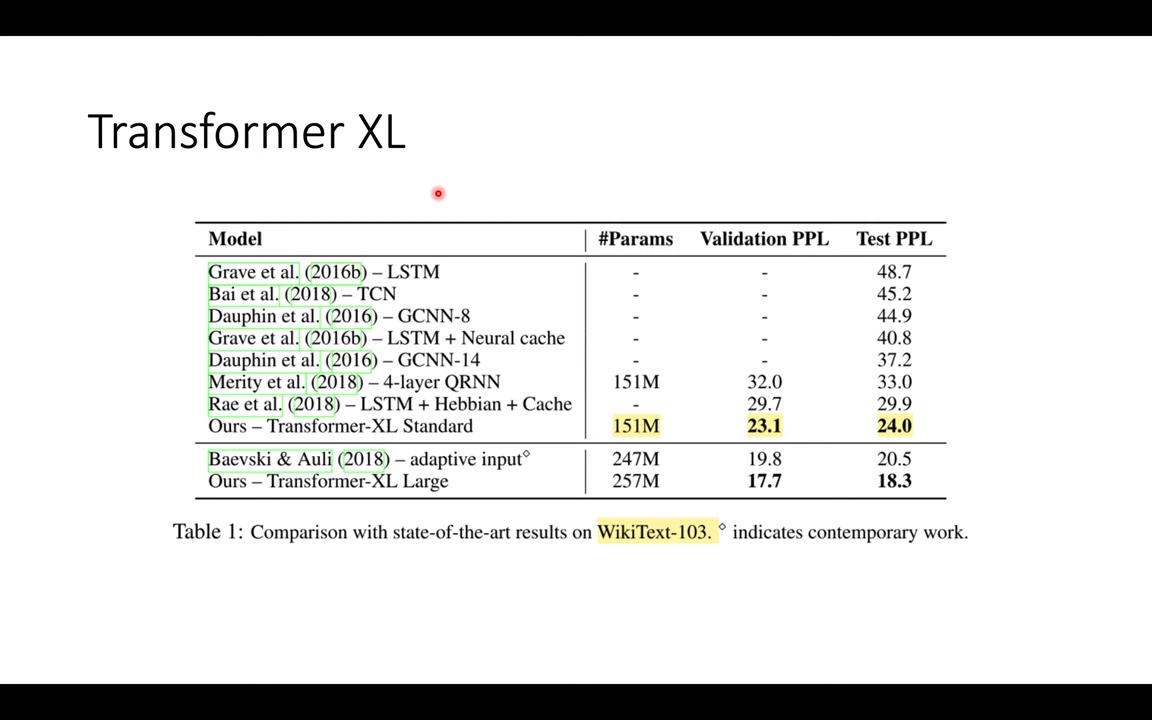 Transformer XL
Model #Params Validation PPL Test PPL
Grave et al. (2016b) – LSTM - - 48.7
Bai et al. (2018) – TCN - - 45.2
Dauphin et al. (2016) – GCNN-8 - - 44.9
Grave et al. (2016b) – LSTM + Neural cache - - 40.8
Dauphin et al. (2016) – GCNN-14 - - 37.2
Merity et al. (2018) – 4-layer QRNN 151M 32.0 33.0
Rae et al. (2018) – LSTM + Hebbian + Cache - 29.7 29.9
Ours – Transformer-XL Standard 151M 23.1 24.0
Baevski & Auli (2018) – adaptive input◇ 247M 19.8 20.5
Ours – Transformer-XL Large 257M 17.7 18.3
Table 1: Comparison with state-of-the-art results on WikiText-103. ◇ indicates contemporary work.